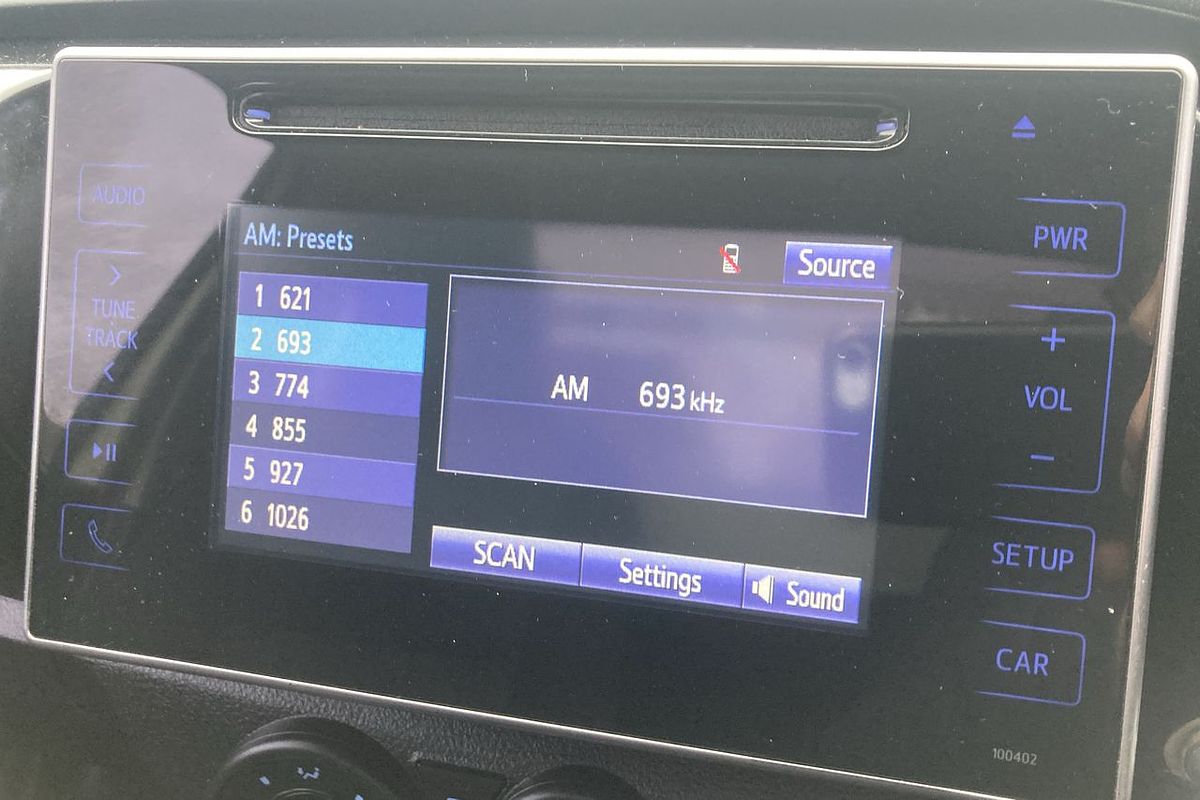 AUDIO
TUNE
TRACK
AM: Presets
Source
1 621
2 693
3 774
4 855
5 927
6 1026
AM 693 kHz
SCAN
Settings
Sound
PWR
+
VOL
−
SETUP
CAR
100402